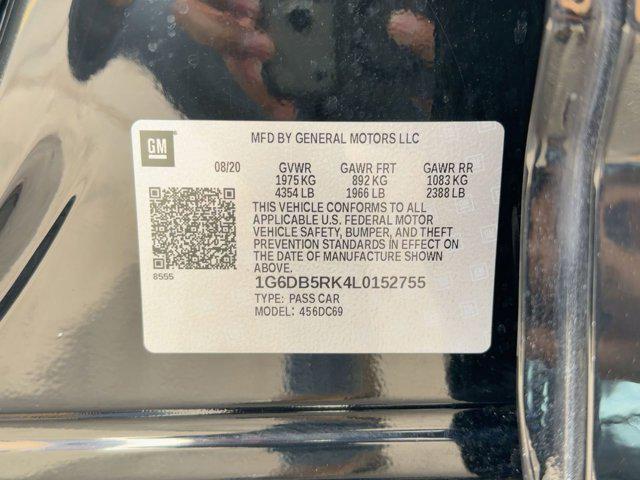 GM
MFD BY GENERAL MOTORS LLC
08/20 GVWR GAWR FRT GAWR RR
1975 KG 892 KG 1083 KG
4354 LB 1966 LB 2388 LB
THIS VEHICLE CONFORMS TO ALL
APPLICABLE U.S. FEDERAL MOTOR
VEHICLE SAFETY, BUMPER, AND THEFT
PREVENTION STANDARDS IN EFFECT ON
THE DATE OF MANUFACTURE SHOWN
ABOVE.
8555
1G6DB5RK4L0152755
TYPE: PASS CAR
MODEL: 456DC69